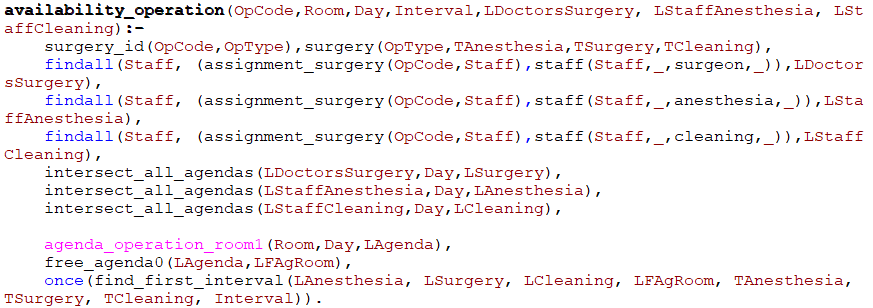 availability_operation(OpCode,Room,Day,Interval,LDoctorsSurgery, LStaffAnesthesia, LSt
affCleaning):-
    surgery_id(OpCode,OpType),surgery(OpType,TAnesthesia,TSurgery,TCleaning),
    findall(Staff, (assignment_surgery(OpCode,Staff),staff(Staff,_,surgeon,_)),LDoctor
sSurgery),
    findall(Staff, (assignment_surgery(OpCode,Staff),staff(Staff,_,anesthesia,_)),LSta
ffAnesthesia),
    findall(Staff, (assignment_surgery(OpCode,Staff),staff(Staff,_,cleaning,_)),LStaff
Cleaning),
    intersect_all_agendas(LDoctorsSurgery,Day,LSurgery),
    intersect_all_agendas(LStaffAnesthesia,Day,LAnesthesia),
    intersect_all_agendas(LStaffCleaning,Day,LCleaning),

    agenda_operation_room1(Room,Day,LAgenda),
    free_agenda0(LAgenda,LFAgRoom),
    once(find_first_interval(LAnesthesia, LSurgery, LCleaning, LFAgRoom, TAnesthesia,
TSurgery, TCleaning, Interval)).